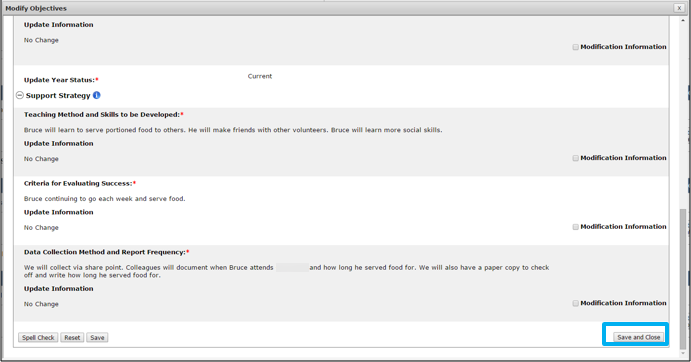 Modify Objectives
x
Update Information
No Change
Modification Information
Update Year Status:*
Current
Support Strategy
Teaching Method and Skills to be Developed:*
Bruce will learn to serve portioned food to others. He will make friends with other volunteers. Bruce will learn more social skills.
Update Information
No Change
Modification Information
Criteria for Evaluating Success:*
Bruce continuing to go each week and serve food.
Update Information
No Change
Modification Information
Data Collection Method and Report Frequency:*
We will collect via share point. Colleagues will document when Bruce attends and how long he served food for. We will also have a paper copy to check
off and write how long he served food for.
Update Information
No Change
Modification Information
Spell Check Reset Save Save and Close